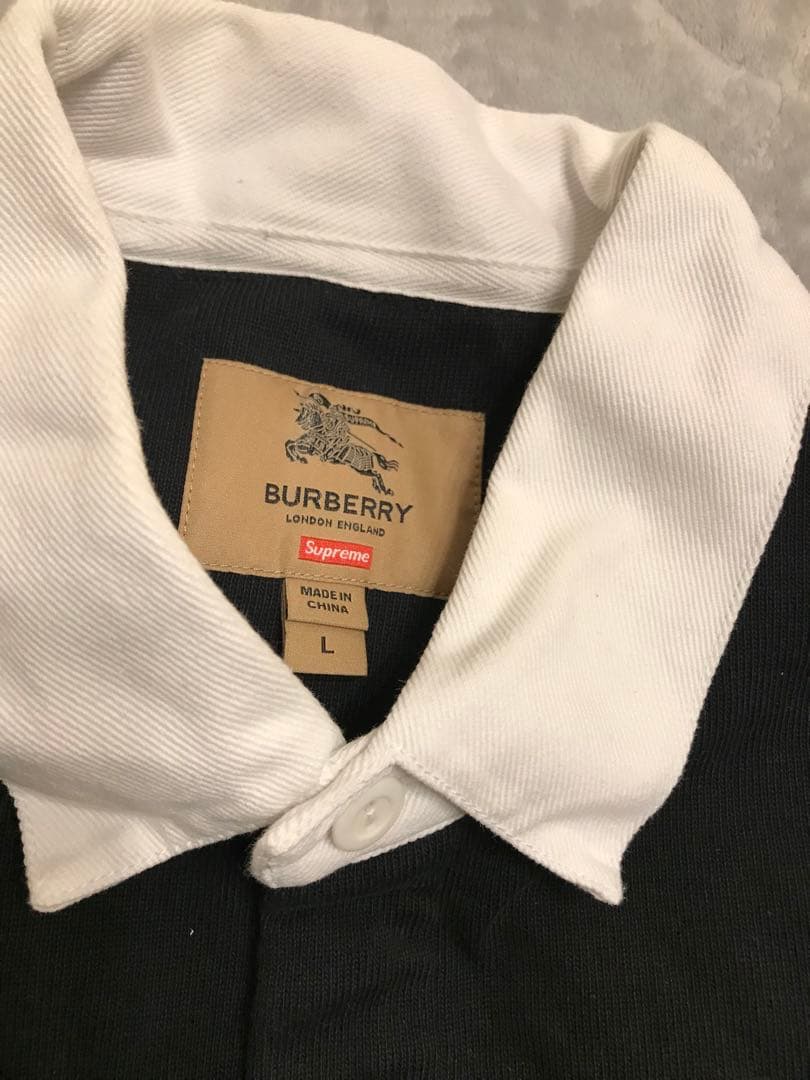 BURBERRY
LONDON ENGLAND
Supreme
MADE IN
CHINA
L